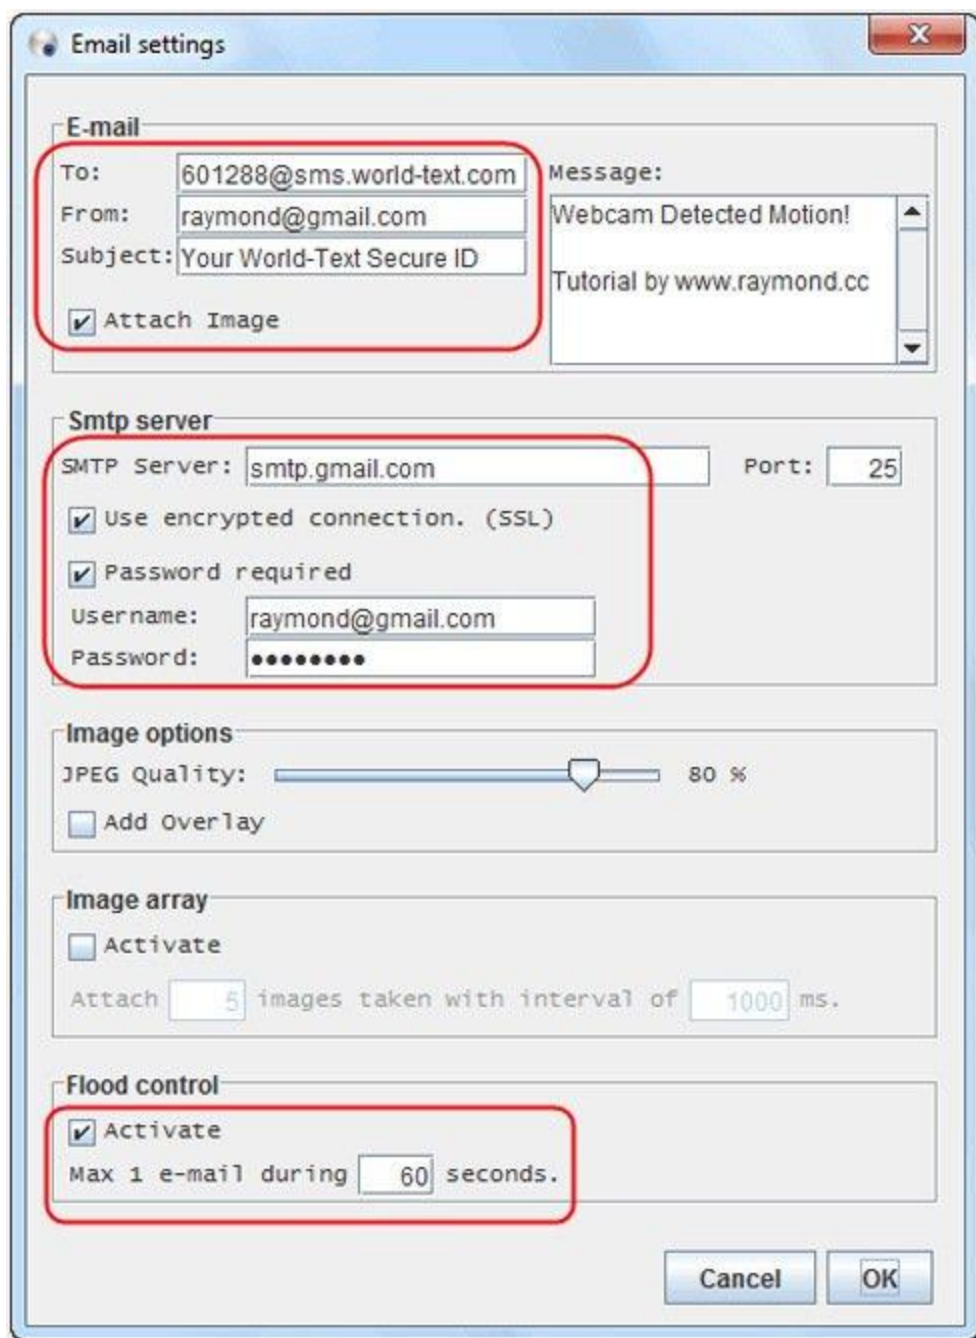 Email settings
E-mail
To: 601288@sms.world-text.com
From: raymond@gmail.com
Subject: Your World-Text Secure ID
Attach Image
Message:
Webcam Detected Motion!
Tutorial by www.raymond.cc
Smtp server
SMTP Server: smtp.gmail.com Port: 25
Use encrypted connection. (SSL)
Password required
Username: raymond@gmail.com
Password: ●●●●●●●●
Image options
JPEG Quality: 80 %
Add Overlay
Image array
Activate
Attach 5 images taken with interval of 1000 ms.
Flood control
Activate
Max 1 e-mail during 60 seconds.
Cancel OK